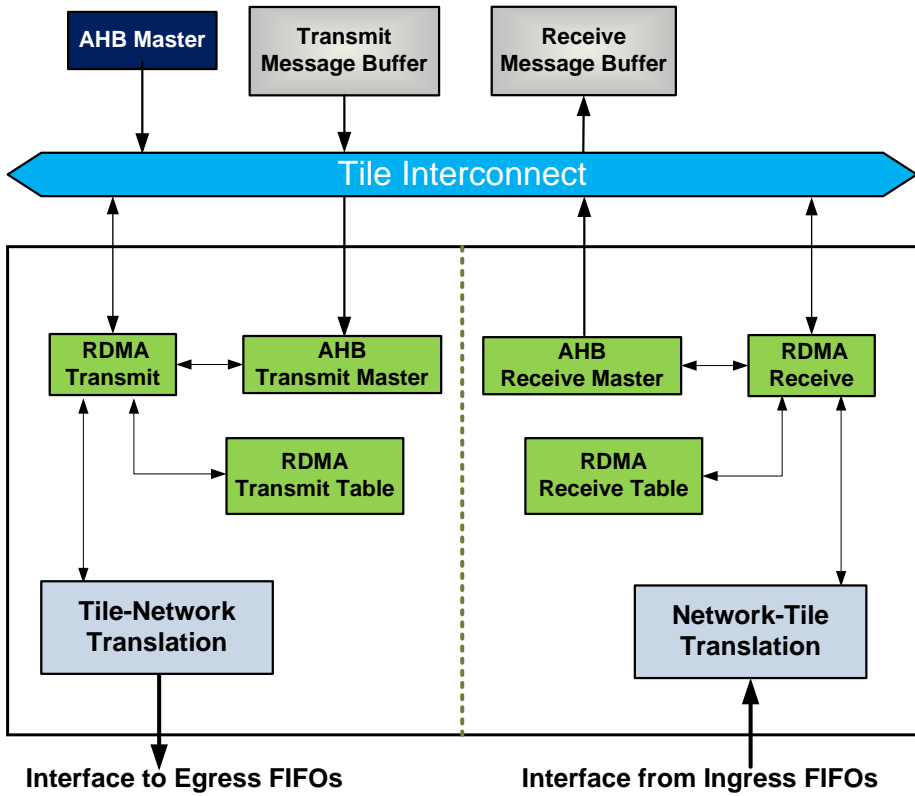 AHB Master
Transmit
Message Buffer
Receive
Message Buffer
Tile Interconnect
RDMA
Transmit
AHB
Transmit Master
AHB
Receive Master
RDMA
Receive
RDMA
Transmit Table
RDMA
Receive Table
Tile-Network
Translation
Network-Tile
Translation
Interface to Egress FIFOs
Interface from Ingress FIFOs